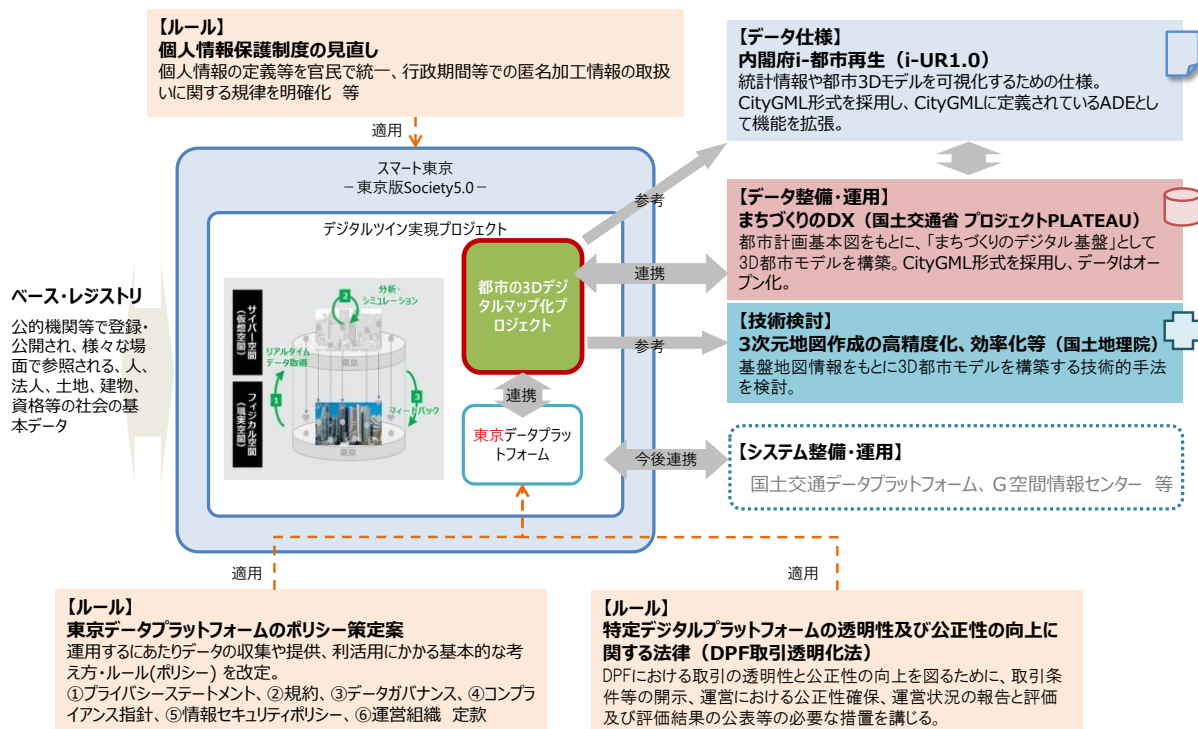 【ルール】
個人情報保護制度の見直し
個人情報の定義等を官民で統一、行政期間等での匿名加工情報の取扱
いに関する規律を明確化 等
適用
【データ仕様】
内閣府i-都市再生（i-UR1.0）
統計情報や都市3Dモデルを可視化するための仕様。
CityGML形式を採用し、CityGMLに定義されているADEとし
て機能を拡張。
スマート東京
－東京版Society5.0－
デジタルツイン実現プロジェクト
参考
【データ整備・運用】
まちづくりのDX（国土交通省 プロジェクトPLATEAU）
都市計画基本図をもとに、「まちづくりのデジタル基盤」として
3D都市モデルを構築。CityGML形式を採用し、データはオー
プン化。
連携
都市の3Dデジ
タルマップ化プ
ロジェクト
ベース・レジストリ
公的機関等で登録・
公開され、様々な場
面で参照される、人、
法人、土地、建物、
資格等の社会の基
本データ
サイバー空間
（仮想空間）
フィジカル空間
（現実空間）
2
分析・
シミュレーション
リアルタイム
データ取得
東京
1
3
フィードバック
東京
【技術検討】
3次元地図作成の高精度化、効率化等（国土地理院）
基盤地図情報をもとに3D都市モデルを構築する技術的手法
を検討。
参考
連携
東京データプラッ
トフォーム
今後連携
【システム整備・運用】
国土交通データプラットフォーム、G空間情報センター 等
適用
適用
【ルール】
東京データプラットフォームのポリシー策定案
運用するにあたりデータの収集や提供、利活用にかかる基本的な考
え方・ルール(ポリシー) を改定。
①プライバシーステートメント、②規約、③データガバナンス、④コンプラ
イアンス指針、⑤情報セキュリティポリシー、⑥運営組織 定款
【ルール】
特定デジタルプラットフォームの透明性及び公正性の向上に
関する法律（DPF取引透明化法）
DPFにおける取引の透明性と公正性の向上を図るために、取引条
件等の開示、運営における公正性確保、運営状況の報告と評価
及び評価結果の公表等の必要な措置を講じる。